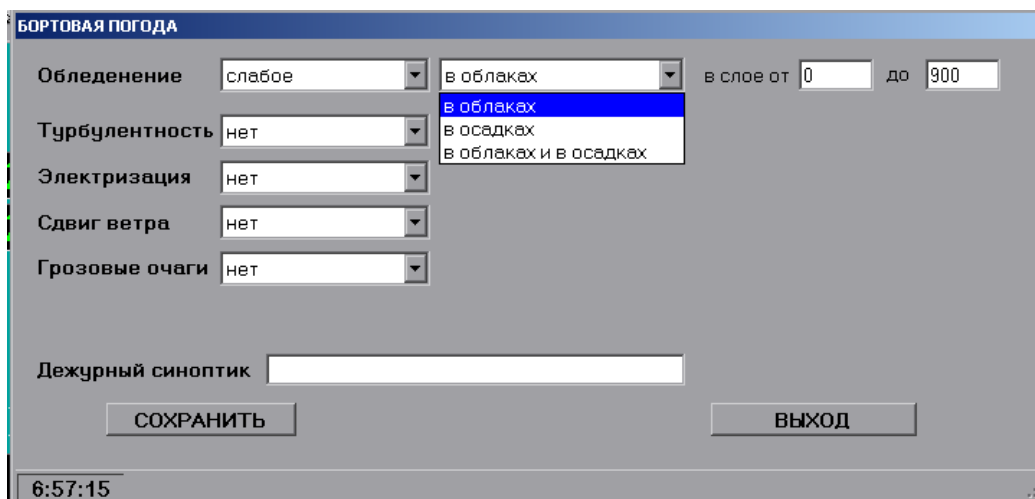 БОРТОВАЯ ПОГОДА
Обледенение слабое в облаках в слое от 0 до 900
в облаках
Турбулентность нет в осадках
в облаках и в осадках
Электризация нет
Сдвиг ветра нет
Грозовые очаги нет
Дежурный синоптик
СОХРАНИТЬ ВЫХОД
6:57:15